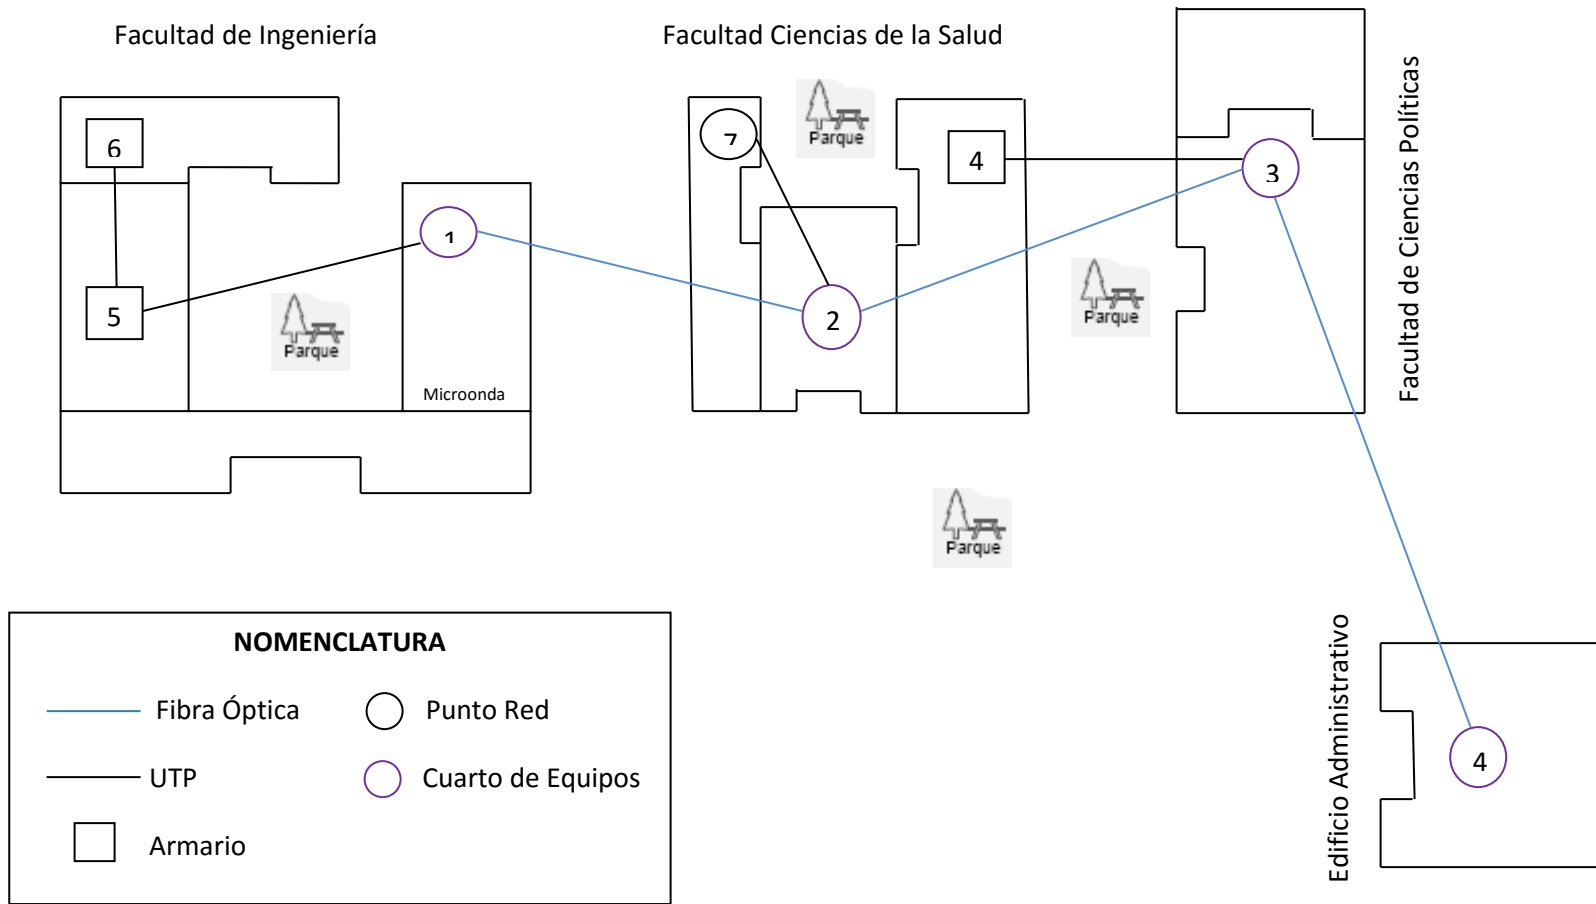 Facultad de Ingeniería
Facultad Ciencias de la Salud
Facultad de Ciencias Políticas
Parque
6
7
4
3
1
5
2
Parque
Parque
Microonda
Parque
NOMENCLATURA
Fibra Óptica
Punto Red
UTP
Cuarto de Equipos
Armario
Edificio Administrativo
4